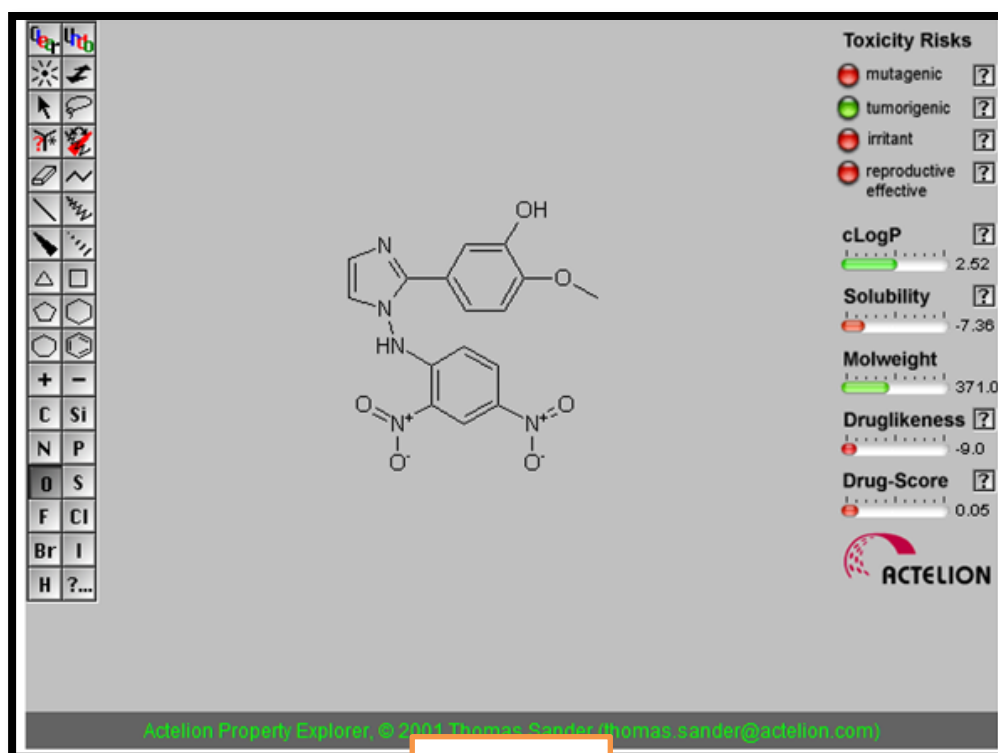 Clear Undo
Toxicity Risks
mutagenic ?
tumorigenic ?
irritant ?
reproductive effective ?
cLogP ?
2.52
Solubility ?
-7.36
Molweight
371.0
Druglikeness ?
-9.0
Drug-Score ?
0.05
ACTELION
OH
N
O
N
HN
O N+ N+ O
O- O-
?
+ −
C Si
N P
O S
F Cl
Br I
H ?...
Actelion Property Explorer, © 2001 Thomas Sander (thomas.sander@actelion.com)